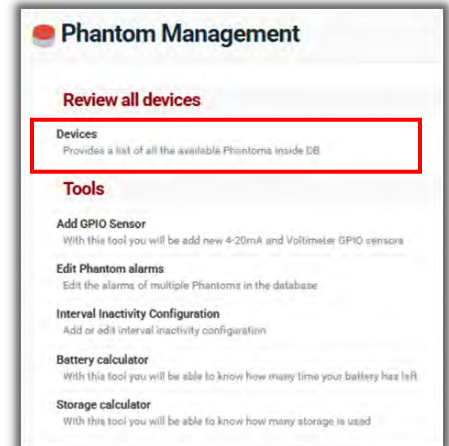 Phantom Management
Review all devices
Devices
Provides a list of all the available Phantoms inside DB
Tools
Add GPIO Sensor
With this tool you will be add new 4-20mA and Voltimeter GPIO sensors
Edit Phantom alarms
Edit the alarms of multiple Phantoms in the database
Interval Inactivity Configuration
Add or edit interval inactivity configuration
Battery calculator
With this tool you will be able to know how many time your battery has left
Storage calculator
With this tool you will be able to know how many storage is used